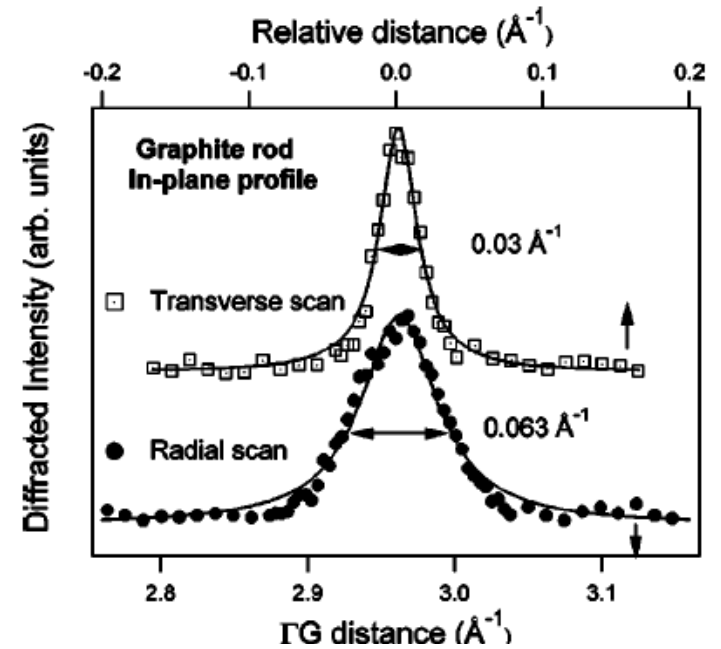 Relative distance (Å⁻¹)
-0.2 -0.1 0.0 0.1 0.2
Diffracted Intensity (arb. units)
Graphite rod
In-plane profile
0.03 Å⁻¹
Transverse scan
0.063 Å⁻¹
Radial scan
2.8 2.9 3.0 3.1
ΓG distance (Å⁻¹)